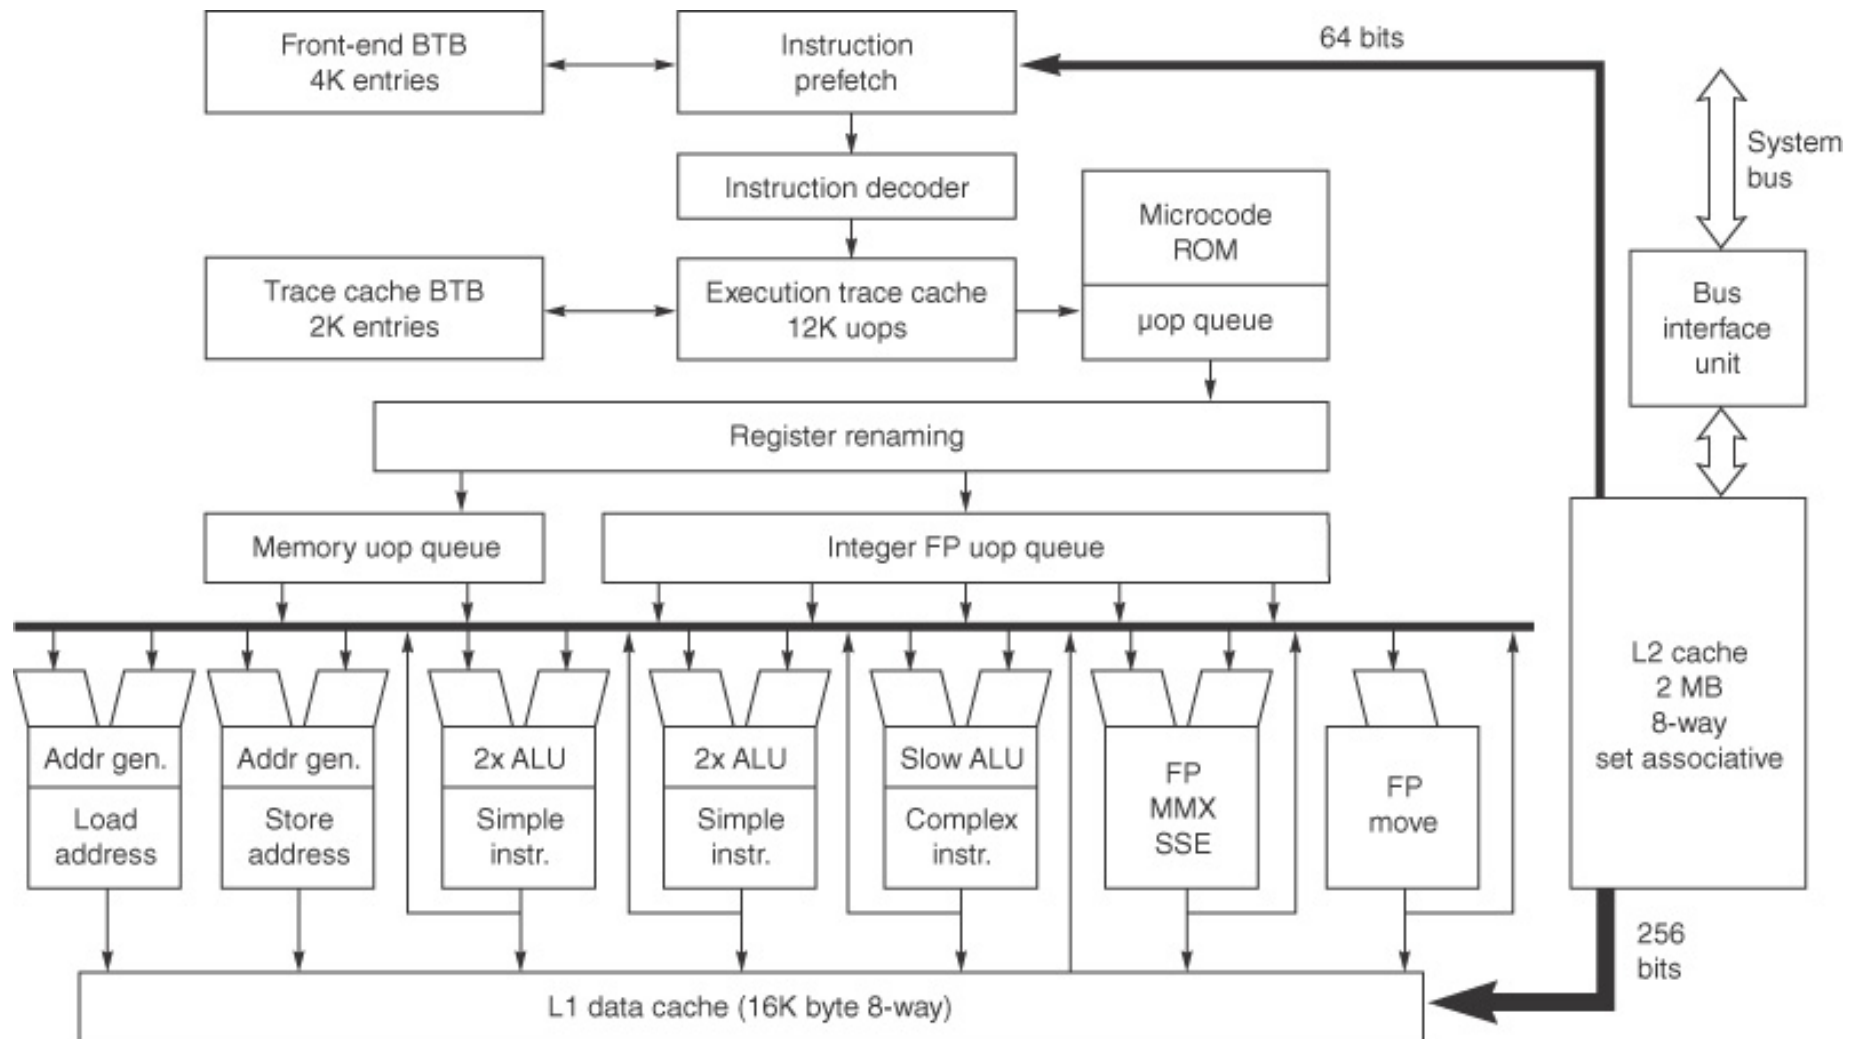 Front-end BTB
4K entries
Instruction
prefetch
64 bits
System
bus
Instruction decoder
Microcode
ROM
Trace cache BTB
2K entries
Execution trace cache
12K uops
µop queue
Bus
interface
unit
Register renaming
Memory uop queue
Integer FP uop queue
L2 cache
2 MB
8-way
set associative
Addr gen.
Load
address
Addr gen.
Store
address
2x ALU
Simple
instr.
2x ALU
Simple
instr.
Slow ALU
Complex
instr.
FP
MMX
SSE
FP
move
256
bits
L1 data cache (16K byte 8-way)